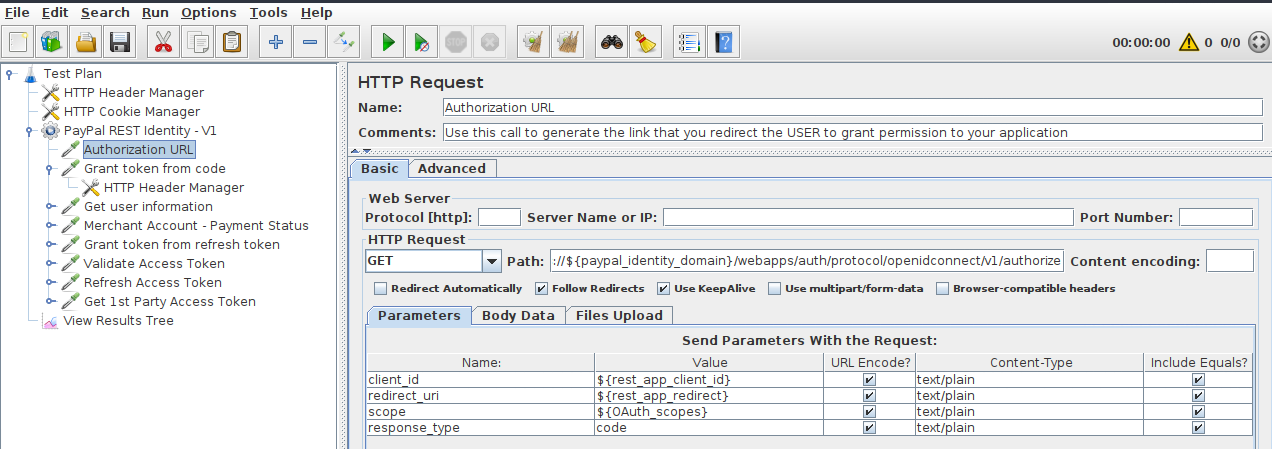 File Edit Search Run Options Tools Help
00:00:00 0 0/0
Test Plan
HTTP Header Manager
HTTP Cookie Manager
PayPal REST Identity - V1
Authorization URL
Grant token from code
HTTP Header Manager
Get user information
Merchant Account - Payment Status
Grant token from refresh token
Validate Access Token
Refresh Access Token
Get 1st Party Access Token
View Results Tree
HTTP Request
Name: Authorization URL
Comments: Use this call to generate the link that you redirect the USER to grant permission to your application
Basic Advanced
Web Server
Protocol [http]: Server Name or IP: Port Number:
HTTP Request
GET Path: ://${paypal_identity_domain}/webapps/auth/protocol/openidconnect/v1/authorize Content encoding:
Redirect Automatically Follow Redirects Use KeepAlive Use multipart/form-data Browser-compatible headers
Parameters Body Data Files Upload
Send Parameters With the Request:
Name: Value URL Encode? Content-Type Include Equals?
client_id ${rest_app_client_id} text/plain
redirect_uri ${rest_app_redirect} text/plain
scope ${OAuth_scopes} text/plain
response_type code text/plain